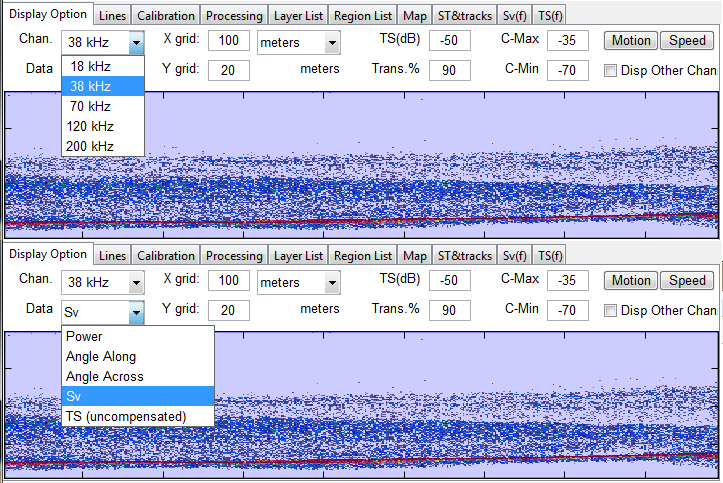 Display Option Lines Calibration Processing Layer List Region List Map ST&tracks Sv(f) TS(f)
Chan. 38 kHz X grid: 100 meters TS(dB) -50 C-Max -35 Motion Speed
Data 18 kHz Y grid: 20 meters Trans.% 90 C-Min -70 Disp Other Chan
38 kHz
70 kHz
120 kHz
200 kHz
Display Option Lines Calibration Processing Layer List Region List Map ST&tracks Sv(f) TS(f)
Chan. 38 kHz X grid: 100 meters TS(dB) -50 C-Max -35 Motion Speed
Data Sv Y grid: 20 meters Trans.% 90 C-Min -70 Disp Other Chan
Power
Angle Along
Angle Across
Sv
TS (uncompensated)